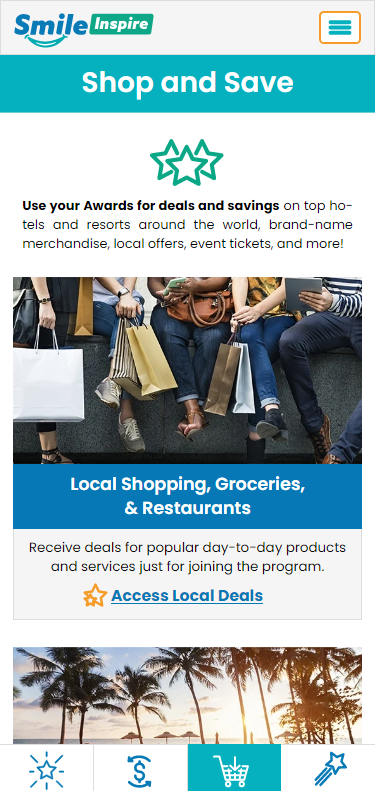 Smile Inspire
Shop and Save
Use your Awards for deals and savings on top ho-
tels and resorts around the world, brand-name
merchandise, local offers, event tickets, and more!
Local Shopping, Groceries,
& Restaurants
Receive deals for popular day-to-day products
and services just for joining the program.
Access Local Deals